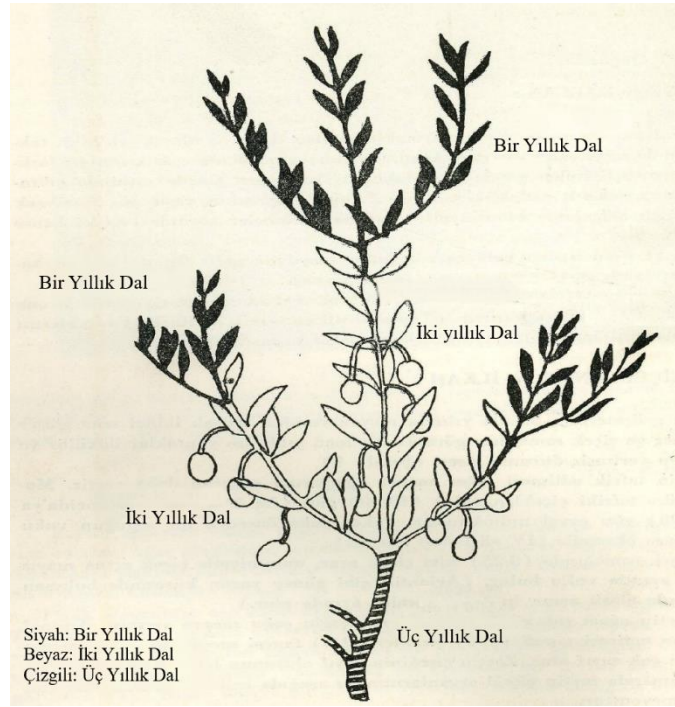 Bir Yıllık Dal
Bir Yıllık Dal
İki yıllık Dal
İki Yıllık Dal
Üç Yıllık Dal
Siyah: Bir Yıllık Dal
Beyaz: İki Yıllık Dal
Çizgili: Üç Yıllık Dal